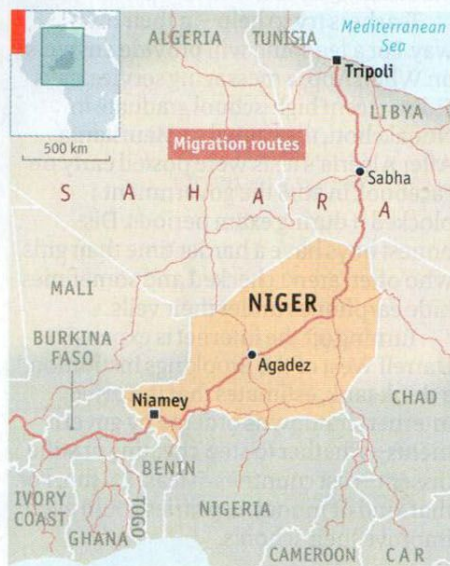 Mediterranean
Sea
ALGERIA
TUNISIA
Tripoli
LIBYA
500 km
Migration routes
Sabha
SAHARA
MALI
NIGER
BURKINA
FASO
Agadez
Niamey
CHAD
BENIN
IVORY
COAST
TOGO
GHANA
NIGERIA
CAMEROON
CAR